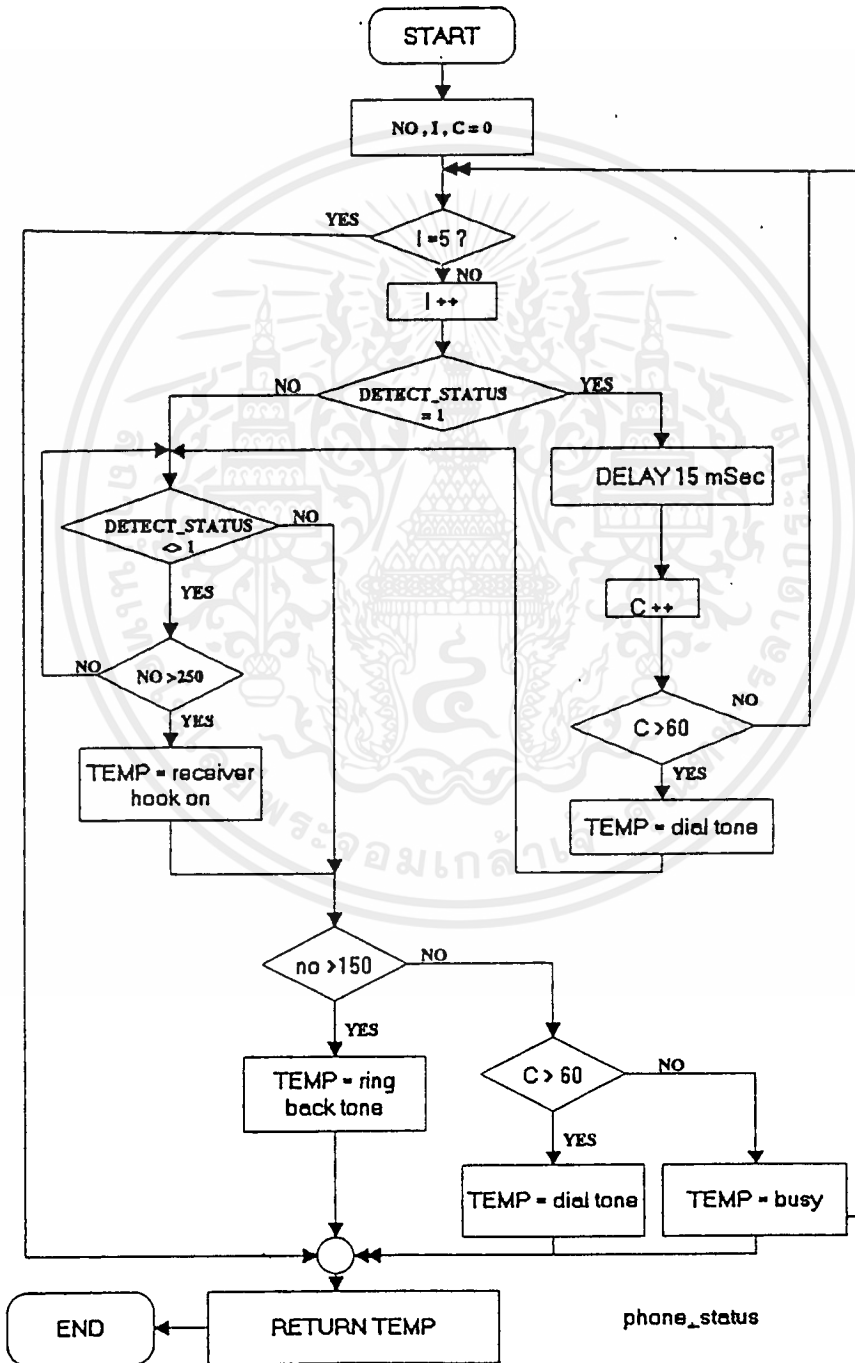 START
NO, I, C = 0
YES
I = 5 ?
NO
I ++
NO
DETECT_STATUS
= 1
YES
DELAY 15 mSec
DETECT_STATUS
<> 1
NO
YES
C ++
NO
NO >250
YES
C >60
NO
YES
TEMP = receiver
hook on
TEMP = dial tone
no >150
NO
YES
TEMP = ring
back tone
C > 60
NO
YES
TEMP = dial tone
TEMP = busy
END
RETURN TEMP
phone_status